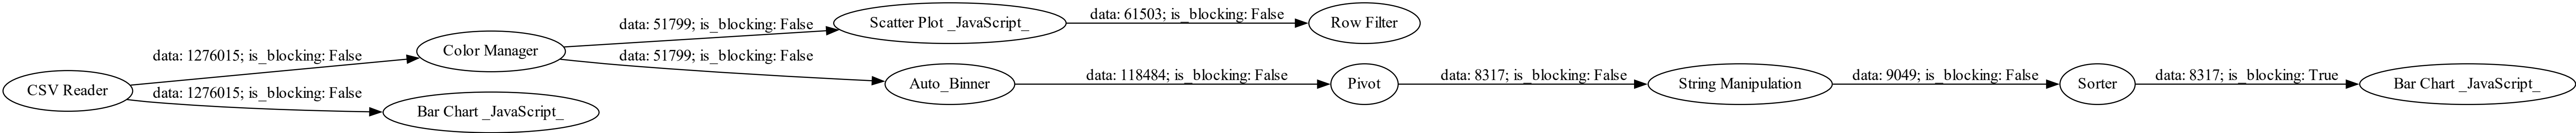 data: 51799; is_blocking: False
Scatter Plot _JavaScript_
data: 61503; is_blocking: False
Row Filter
data: 1276015; is_blocking: False
Color Manager
data: 51799; is_blocking: False
CSV Reader
data: 1276015; is_blocking: False
Bar Chart _JavaScript_
Auto_Binner
data: 118484; is_blocking: False
Pivot
data: 8317; is_blocking: False
String Manipulation
data: 9049; is_blocking: False
Sorter
data: 8317; is_blocking: True
Bar Chart _JavaScript_